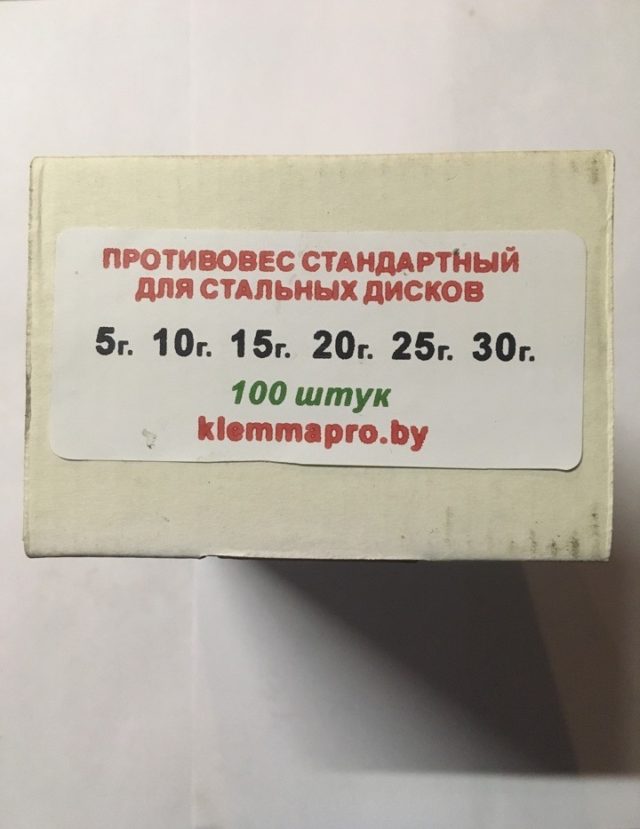 ПРОТИВОВЕС СТАНДАРТНЫЙ
ДЛЯ СТАЛЬНЫХ ДИСКОВ
5г. 10г. 15г. 20г. 25г. 30г.
100 штук
klemmapro.by